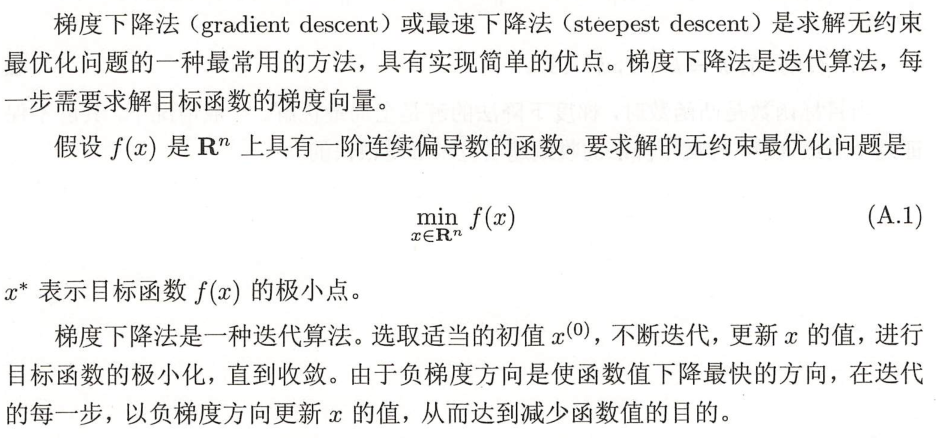 梯度下降法（gradient descent）或最速下降法（steepest descent）是求解无约束
最优化问题的一种最常用的方法，具有实现简单的优点。梯度下降法是迭代算法，每
一步需要求解目标函数的梯度向量。
假设 f(x) 是 Rⁿ 上具有一阶连续偏导数的函数。要求解的无约束最优化问题是
min f(x) (A.1)
x∈Rⁿ
x* 表示目标函数 f(x) 的极小点。
梯度下降法是一种迭代算法。选取适当的初值 x⁽⁰⁾，不断迭代，更新 x 的值，进行
目标函数的极小化，直到收敛。由于负梯度方向是使函数值下降最快的方向，在迭代
的每一步，以负梯度方向更新 x 的值，从而达到减少函数值的目的。